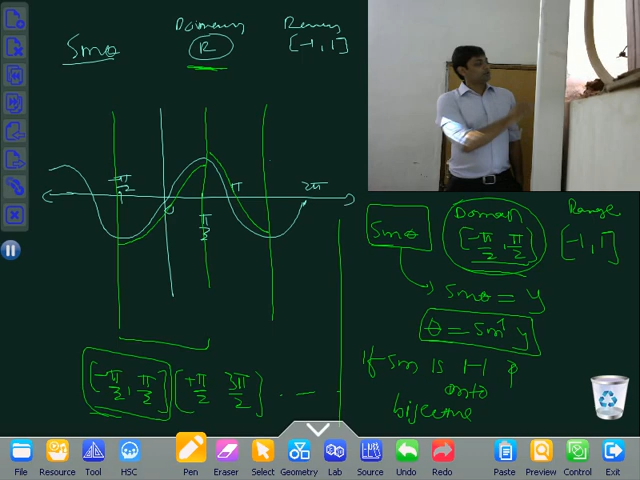 Sinθ
Domain
R
Range
[-1, 1]
-π/2
0
π/2
π
2π
[-π/2, π/2] [+π/2 3π/2] . — .
Sinθ
Domain
[-π/2, π/2]
Range
[-1, 1]
Sinθ = y
θ = Sin⁻¹ y
If Sin is 1-1 &
onto
bijective
File Resource Tool HSC Pen Eraser Select Geometry Lab Source Undo Redo Paste Preview Control Exit